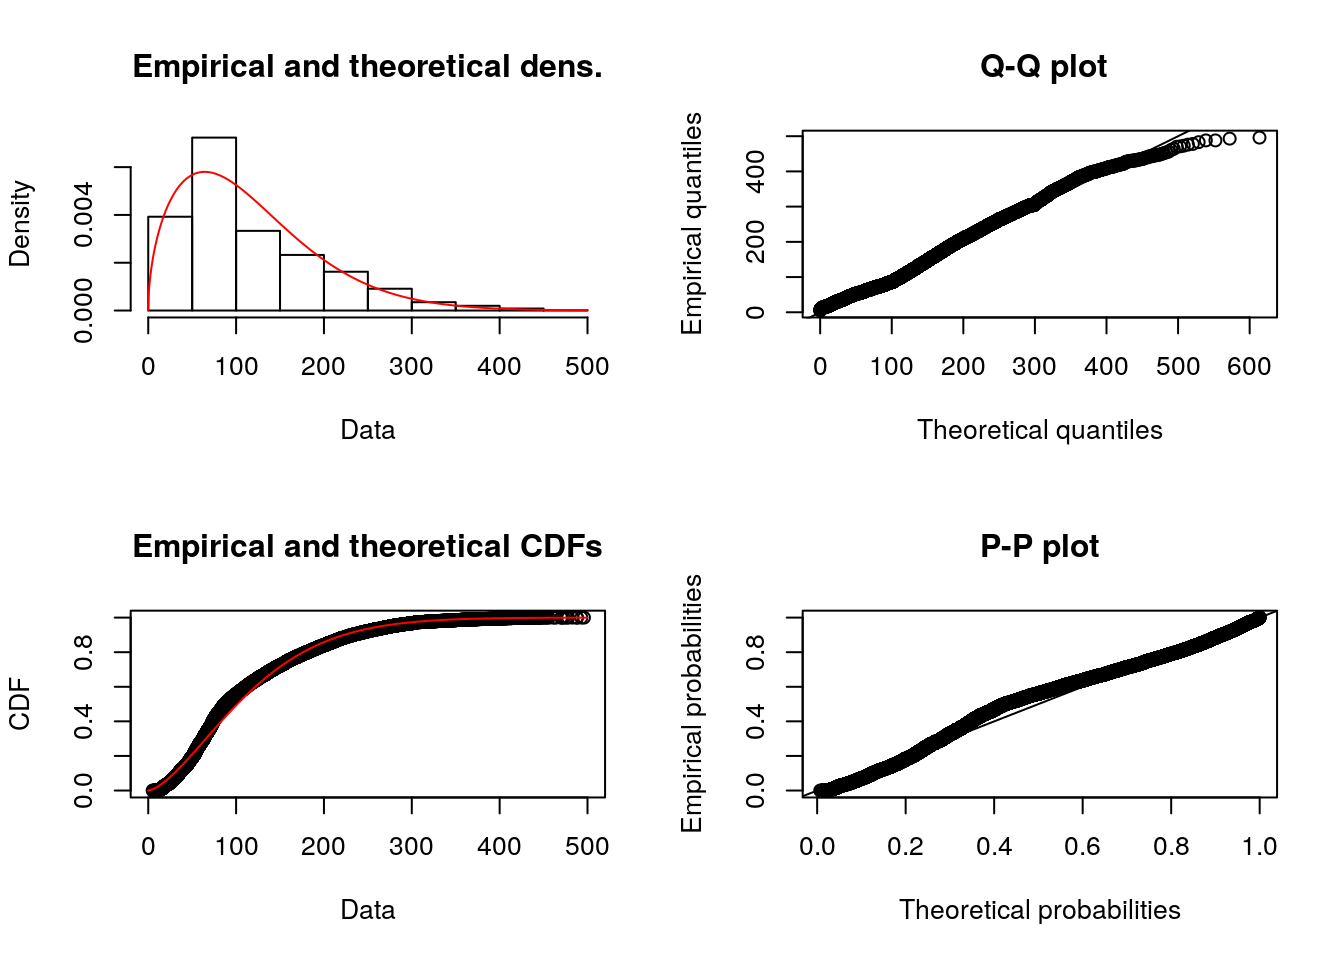 Empirical and theoretical dens.
Density
0.000
0.004
0 100 200 300 400 500
Data
Q-Q plot
Empirical quantiles
0
200
400
0 100 200 300 400 500 600
Theoretical quantiles
Empirical and theoretical CDFs
CDF
0.0
0.4
0.8
0 100 200 300 400 500
Data
P-P plot
Empirical probabilities
0.0
0.4
0.8
0.0 0.2 0.4 0.6 0.8 1.0
Theoretical probabilities